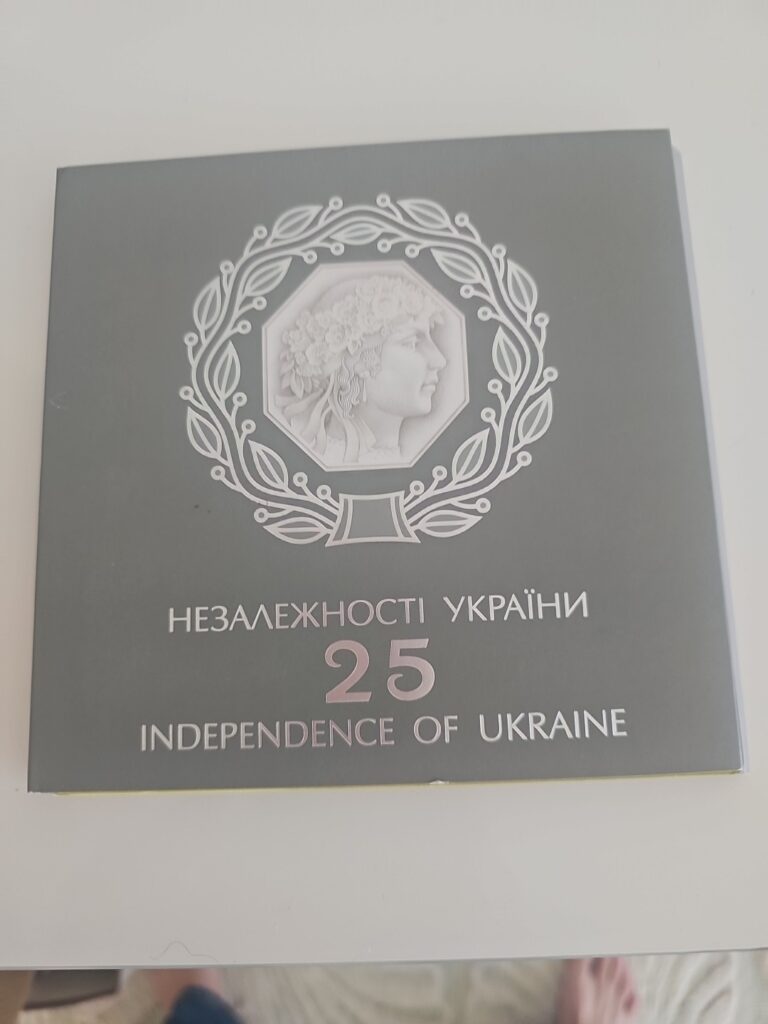 НЕЗАЛЕЖНОСТІ УКРАЇНИ
25
INDEPENDENCE OF UKRAINE